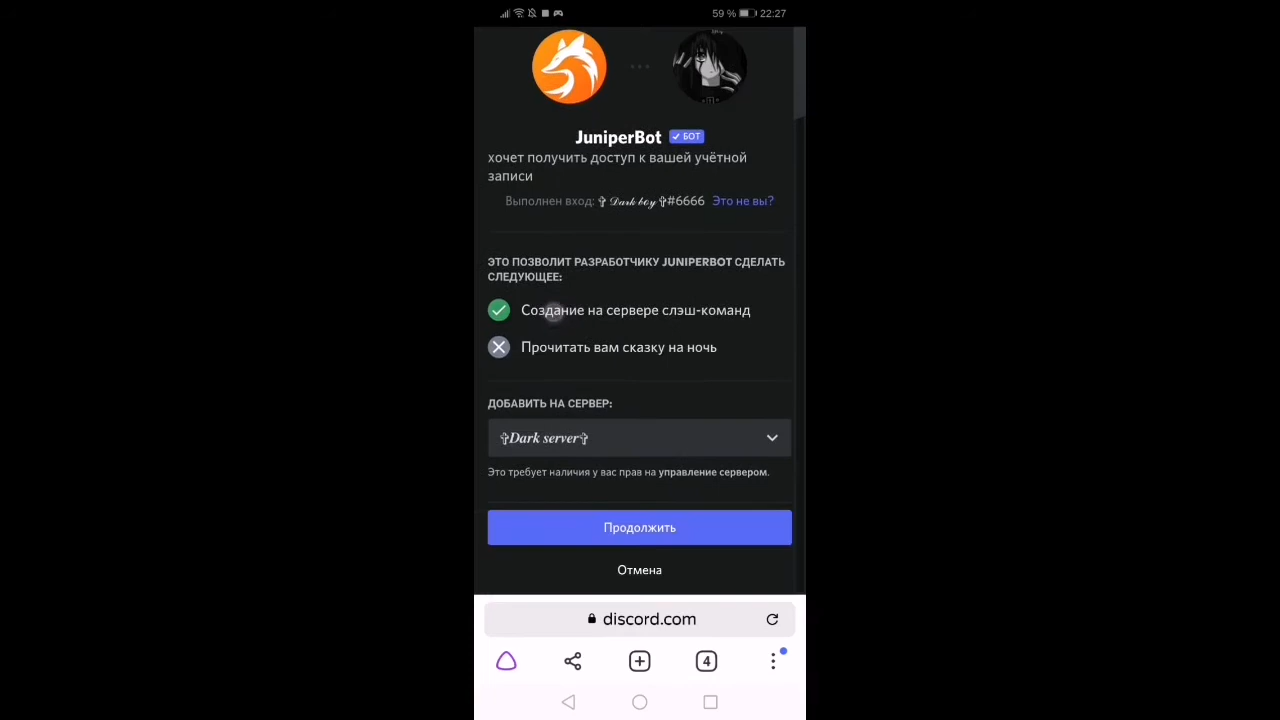 59 % 22:27
JuniperBot ✓ БОТ
хочет получить доступ к вашей учётной
записи
Выполнен вход: ✞ 𝒟𝒶𝓇𝓀 𝒷𝑜𝓎 ✞#6666 Это не вы?
ЭТО ПОЗВОЛИТ РАЗРАБОТЧИКУ JUNIPERBOT СДЕЛАТЬ
СЛЕДУЮЩЕЕ:
Создание на сервере слэш-команд
Прочитать вам сказку на ночь
ДОБАВИТЬ НА СЕРВЕР:
✞𝑫𝒂𝒓𝒌 𝒔𝒆𝒓𝒗𝒆𝒓✞
Это требует наличия у вас прав на управление сервером.
Продолжить
Отмена
discord.com
4